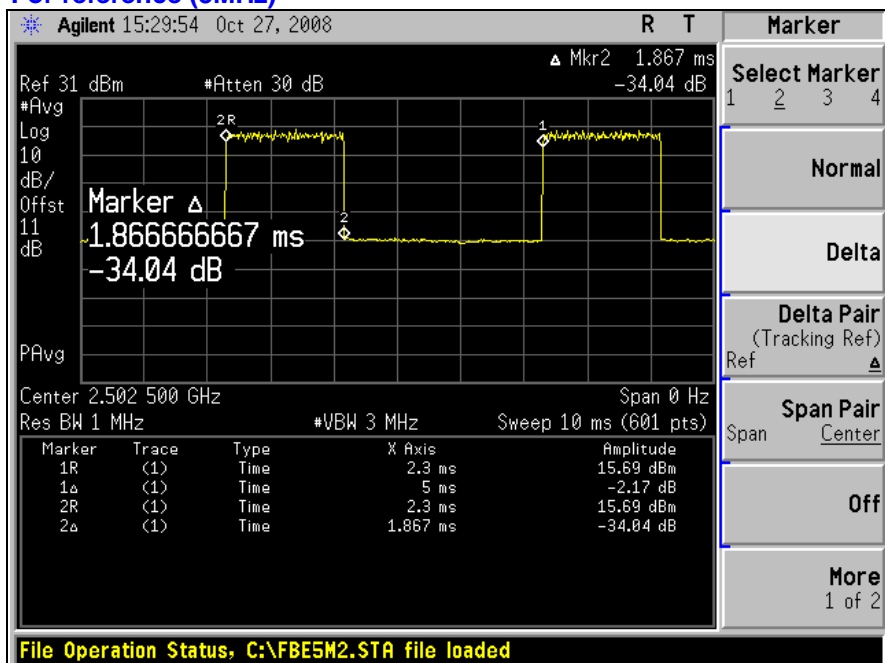 Agilent 15:29:54 Oct 27, 2008 R T
Marker
Δ Mkr2 1.867 ms
Ref 31 dBm #Atten 30 dB -34.04 dB
#Avg
Log
10
dB/
Offst
11
dB
2R
1
2
Marker Δ
1.866666667 ms
-34.04 dB
PAvg
Center 2.502 500 GHz Span 0 Hz
Res BW 1 MHz #VBW 3 MHz Sweep 10 ms (601 pts)
Marker Trace Type X Axis Amplitude
1R (1) Time 2.3 ms 15.69 dBm
1Δ (1) Time 5 ms -2.17 dB
2R (1) Time 2.3 ms 15.69 dBm
2Δ (1) Time 1.867 ms -34.04 dB
Select Marker
1 2 3 4
Normal
Delta
Delta Pair
(Tracking Ref)
Ref Δ
Span Pair
Span Center
Off
More
1 of 2
File Operation Status, C:\FBE5M2.STA file loaded